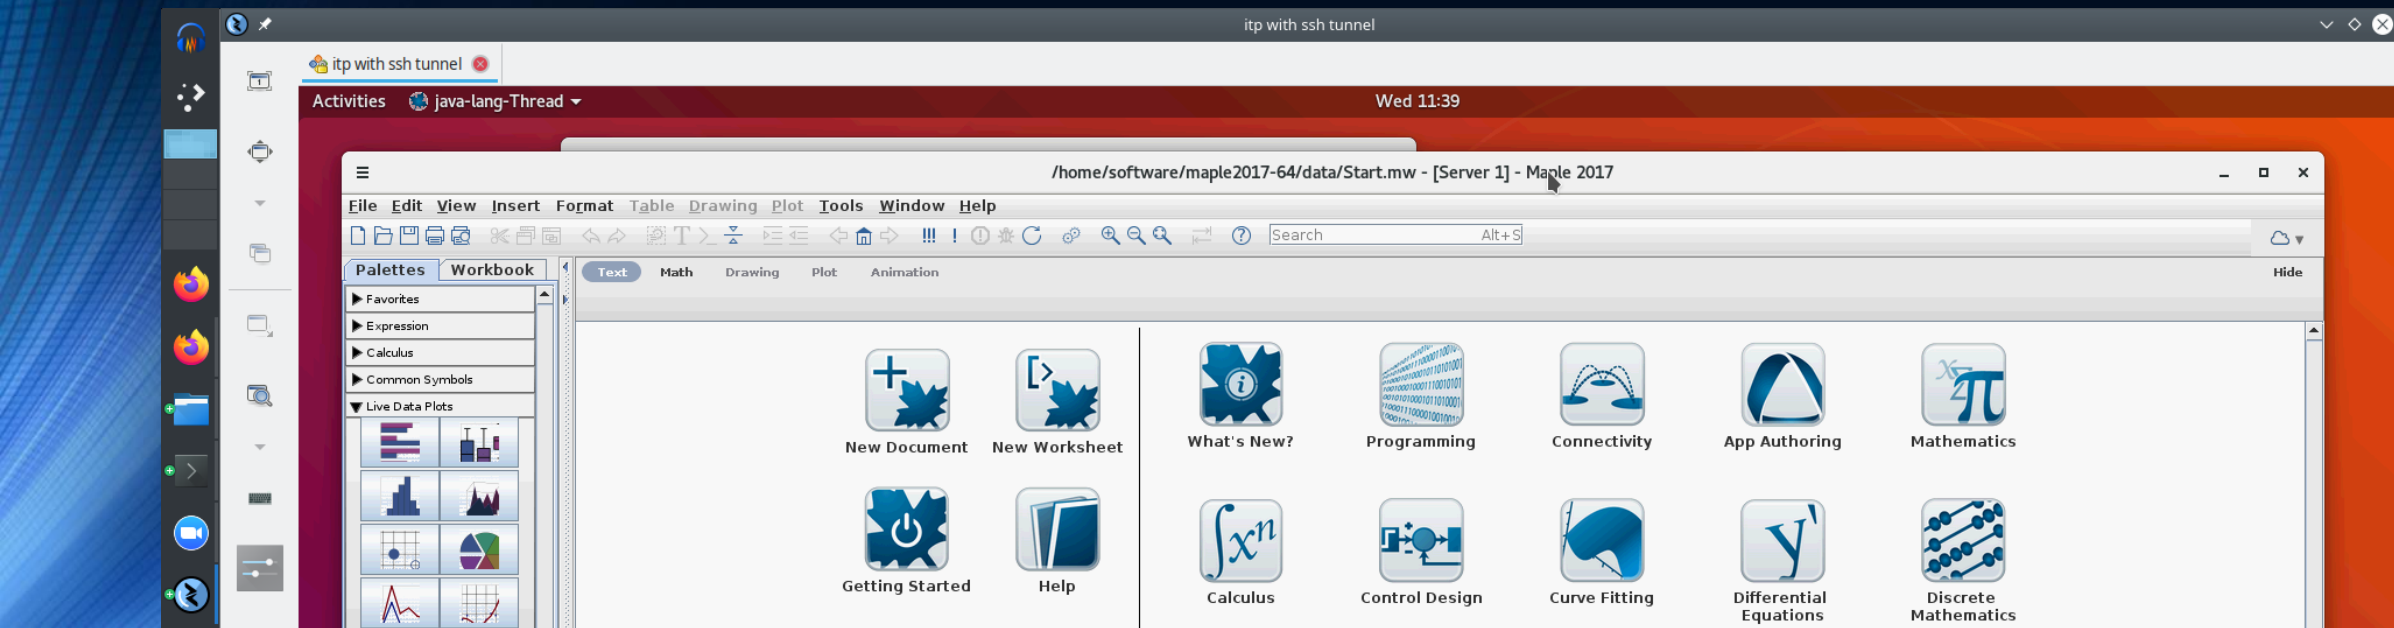 itp with ssh tunnel
itp with ssh tunnel
Activities java-lang-Thread Wed 11:39
/home/software/maple2017-64/data/Start.mw - [Server 1] - Maple 2017
File Edit View Insert Format Table Drawing Plot Tools Window Help
Search Alt+S
Palettes Workbook
Text Math Drawing Plot Animation Hide
Favorites
Expression
Calculus
Common Symbols
Live Data Plots
New Document New Worksheet
What's New? Programming Connectivity App Authoring Mathematics
Getting Started Help
Calculus Control Design Curve Fitting Differential Equations Discrete Mathematics